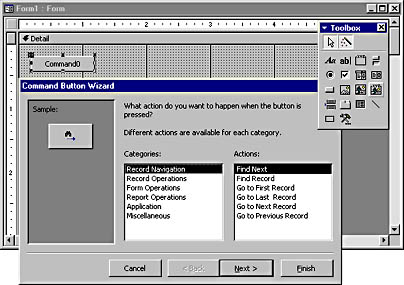 Form1 : Form
Detail
Command0
Toolbox
Aa
ab|
Command Button Wizard
Sample:
What action do you want to happen when the button is
pressed?
Different actions are available for each category.
Categories:
Actions:
Record Navigation
Record Operations
Form Operations
Report Operations
Application
Miscellaneous
Find Next
Find Record
Go to First Record
Go to Last Record
Go to Next Record
Go to Previous Record
Cancel
< Back
Next >
Finish